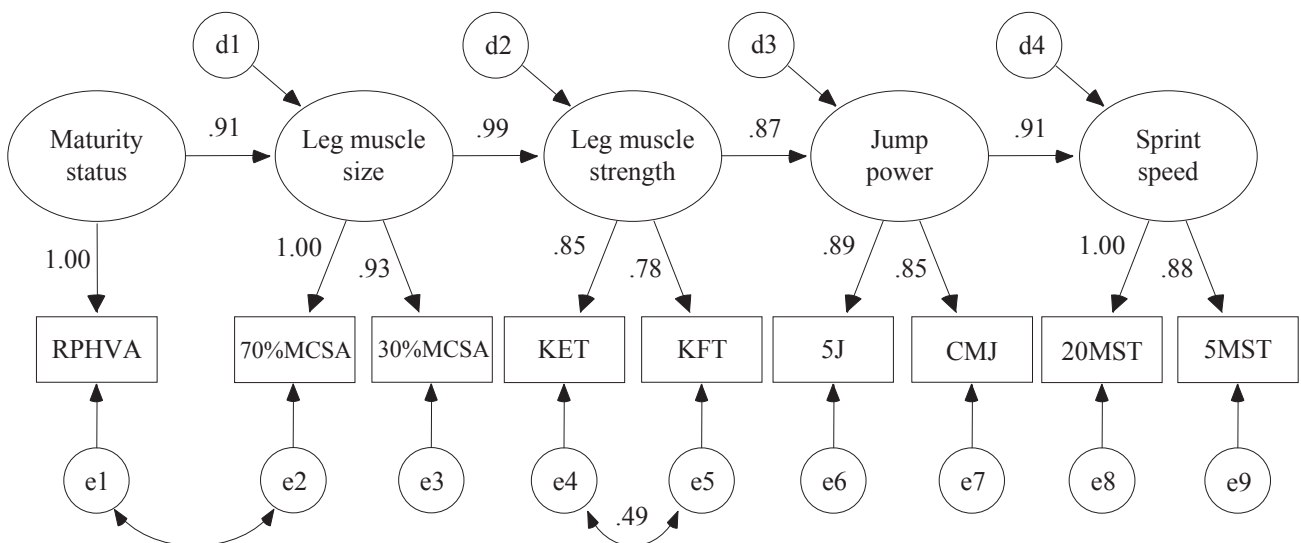 d1
d2
d3
d4
Maturity
status
.91
Leg muscle
size
.99
Leg muscle
strength
.87
Jump
power
.91
Sprint
speed
1.00
1.00
.93
.85
.78
.89
.85
1.00
.88
RPHVA
70%MCSA
30%MCSA
KET
KFT
5J
CMJ
20MST
5MST
e1
e2
e3
e4
e5
e6
e7
e8
e9
.49